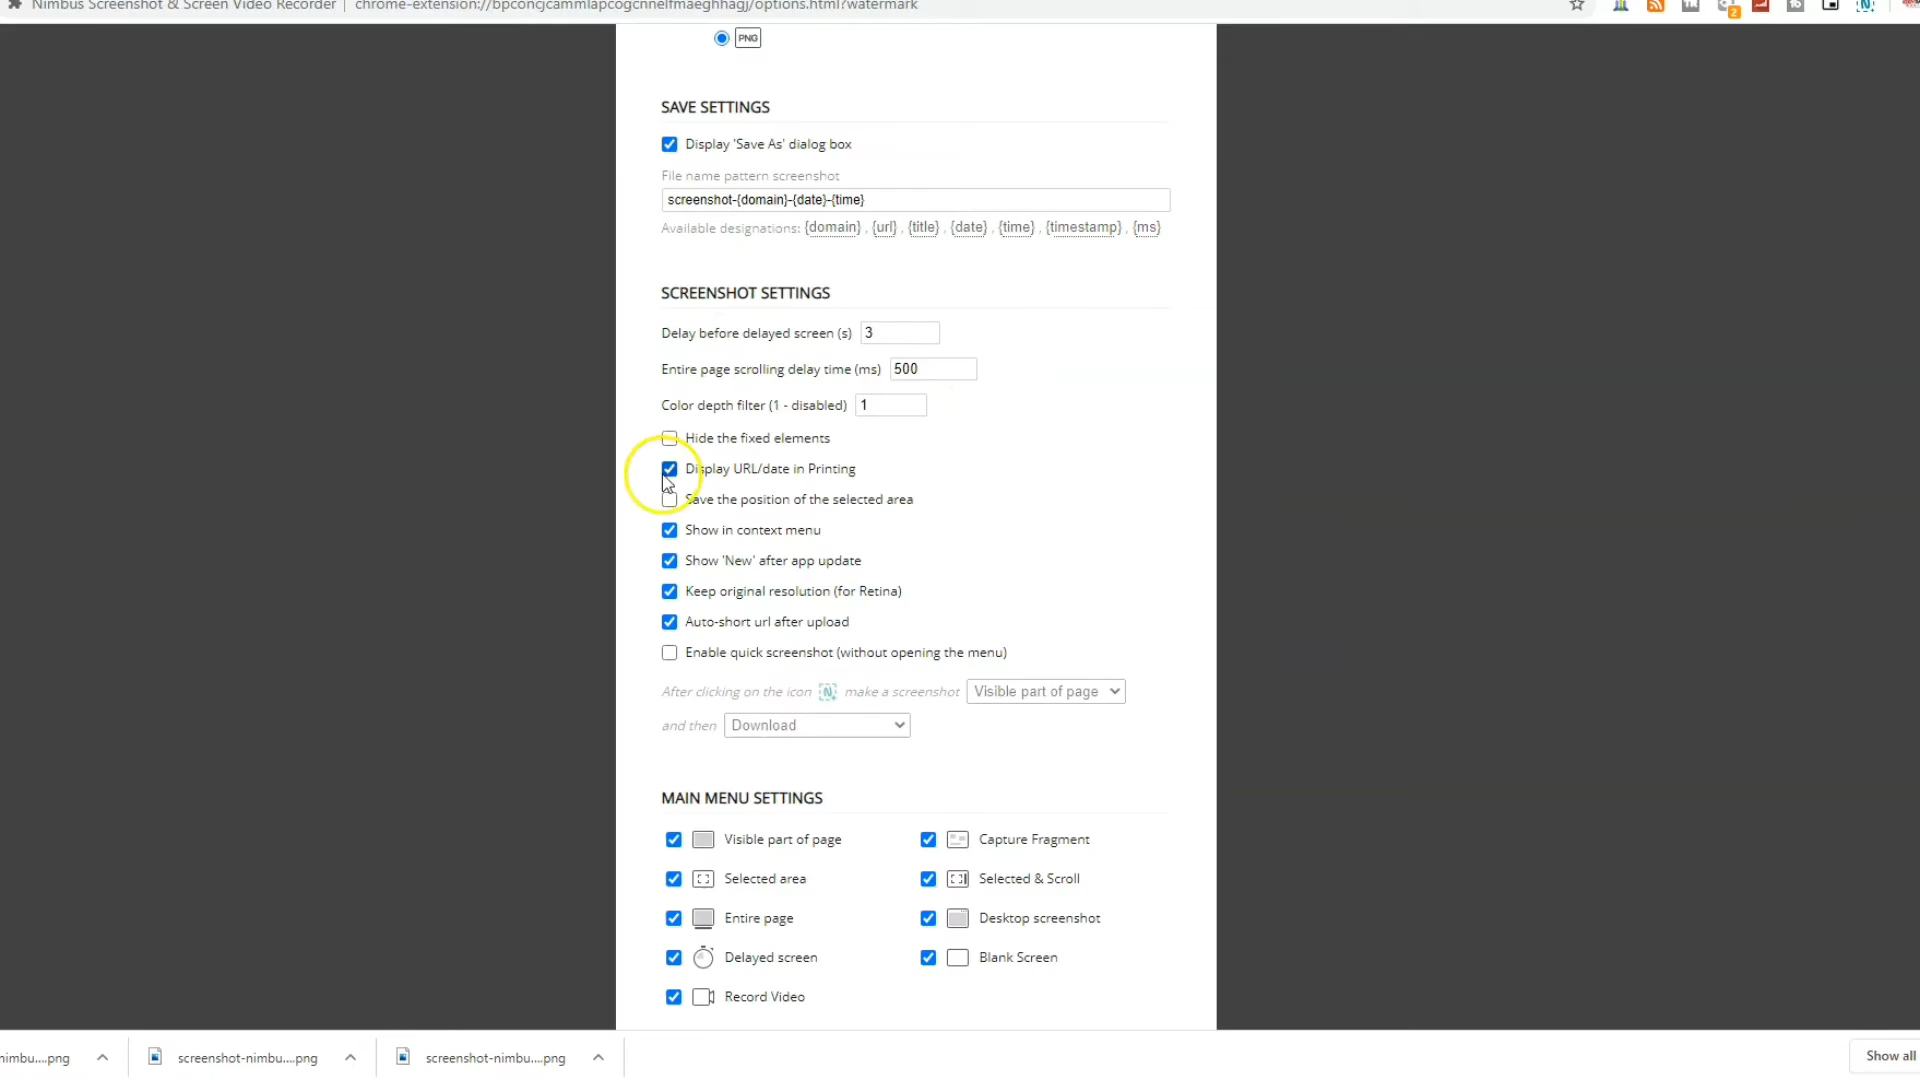 Nimbus Screenshot & Screen Video Recorder | chrome-extension://bpconcjcammlapcogcnnelfmaeghhagj/options.html?watermark
2
PNG
SAVE SETTINGS
Display 'Save As' dialog box
File name pattern screenshot
screenshot-{domain}-{date}-{time}
Available designations: {domain} , {url} , {title} , {date} , {time} , {timestamp} , {ms}
SCREENSHOT SETTINGS
Delay before delayed screen (s) 3
Entire page scrolling delay time (ms) 500
Color depth filter (1 - disabled) 1
Hide the fixed elements
Display URL/date in Printing
Save the position of the selected area
Show in context menu
Show 'New' after app update
Keep original resolution (for Retina)
Auto-short url after upload
Enable quick screenshot (without opening the menu)
After clicking on the icon N make a screenshot Visible part of page
and then Download
MAIN MENU SETTINGS
Visible part of page Capture Fragment
Selected area Selected & Scroll
Entire page Desktop screenshot
Delayed screen Blank Screen
Record Video
nimbu....png screenshot-nimbu....png screenshot-nimbu....png Show all